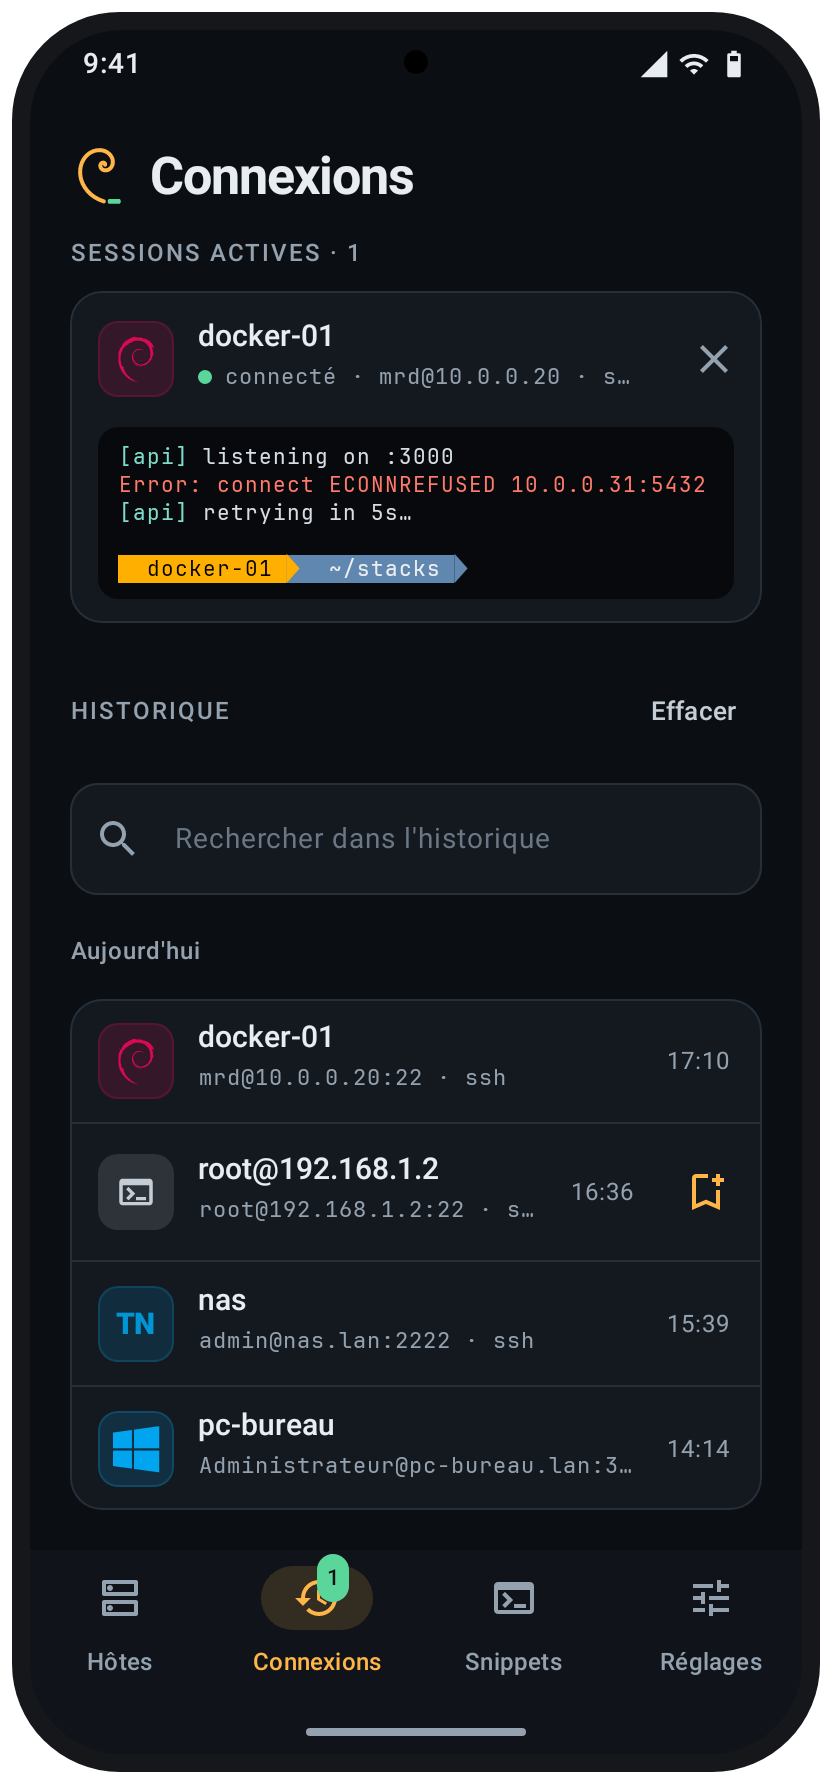 9:41
Connexions
SESSIONS ACTIVES · 1
docker-01
connecté · mrd@10.0.0.20 · s…
[api] listening on :3000
Error: connect ECONNREFUSED 10.0.0.31:5432
[api] retrying in 5s…
docker-01 ~/stacks
HISTORIQUE Effacer
Rechercher dans l'historique
Aujourd'hui
docker-01
mrd@10.0.0.20:22 · ssh 17:10
root@192.168.1.2
root@192.168.1.2:22 · s… 16:36
TN nas
admin@nas.lan:2222 · ssh 15:39
pc-bureau
Administrateur@pc-bureau.lan:3… 14:14
1
Hôtes Connexions Snippets Réglages